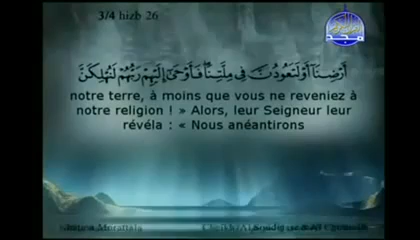 3/4 hizb 26
أَرْضِنَا أَوْ لَتَعُودُنَّ فِي مِلَّتِنَا فَأَوْحَىٰ إِلَيْهِمْ رَبُّهُمْ لَنُهْلِكَنَّ
notre terre, à moins que vous ne reveniez à
notre religion ! » Alors, leur Seigneur leur
révéla : « Nous anéantirons